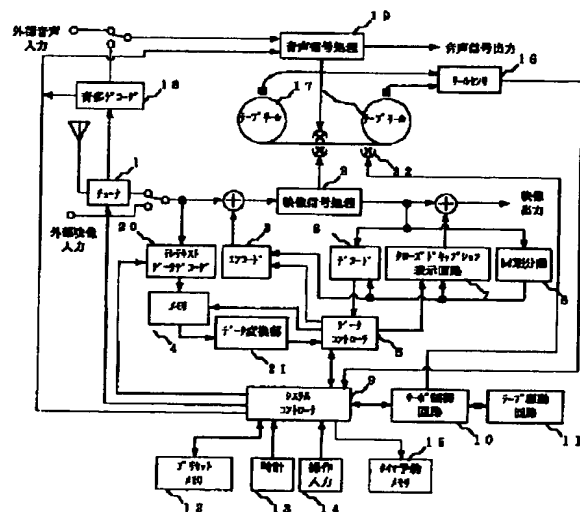 外部音声
入力
音声信号処理
19
音声信号出力
16
リールセンサ
18
音多デコーダ
17
テープリール
テープリール
22
1
チューナ
2
映像信号処理
映像
出力
外部映像
入力
20
テレテキスト
データデコーダ
エンコード
3
6
デコード
クローズドキャプション
表示回路
7
同期分離
8
メモリ
4
データ変換部
21
データ
コントローラ
5
システム
コントローラ
9
サーボ制御
回路
10
テープ駆動
回路
11
プリセット
メモリ
12
時計
13
操作
入力
14
15
タイマ予約
メモリ